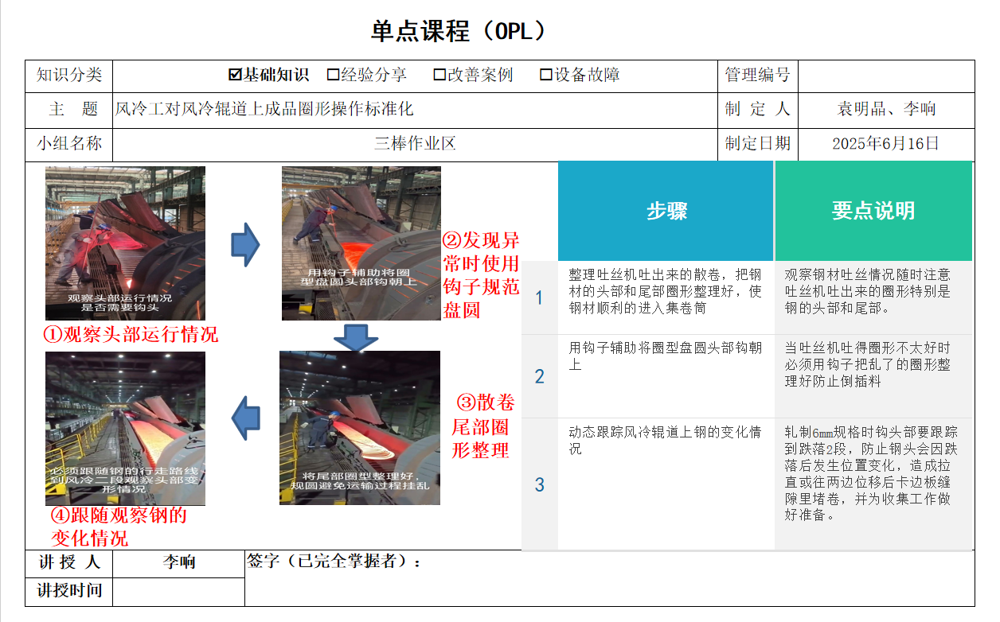 单点课程（OPL）
知识分类 ☑基础知识 □经验分享 □改善案例 □设备故障 管理编号
主 题 风冷工对风冷辊道上成品圈形操作标准化 制 定 人 袁明晶、李响
小组名称 三棒作业区 制定日期 2025年6月16日
观察头部运行情况
是否需要钩头
①观察头部运行情况
用钩子辅助将圈
型盘圆头部钩朝上
②发现异
常时使用
钩子规范
盘圆
将尾部圈型整理好，
规圆避免运输过程挂乱
③散卷
尾部圈
形整理
必须跟随钢的行走路线
到风冷二段观察头部变
形情况
④跟随观察钢的
变化情况
步骤 要点说明
1
整理吐丝机吐出来的散卷，把钢
材的头部和尾部圈形整理好，使
钢材顺利的进入集卷筒
观察钢材吐丝情况随时注意
吐丝机吐出来的圈形特别是
钢的头部和尾部。
2
用钩子辅助将圈型盘圆头部钩朝
上
当吐丝机吐得圈形不太好时
必须用钩子把乱了的圈形整
理好防止倒插料
3
动态跟踪风冷辊道上钢的变化情
况
轧制6mm规格时钩头部要跟踪
到跌落2段，防止钢头会因跌
落后发生位置变化，造成拉
直或往两边位移后卡边板缝
隙里堵卷，并为收集工作做
好准备。
讲 授 人 李响 签字（已完全掌握者）：
讲授时间